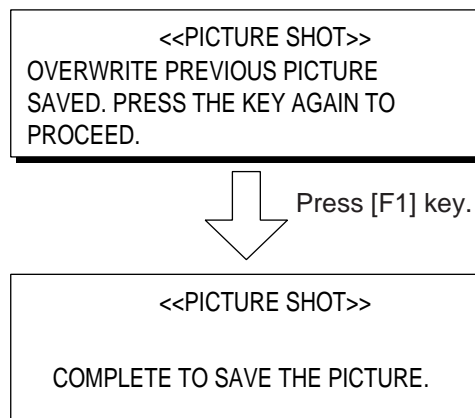 <<PICTURE SHOT>>
OVERWRITE PREVIOUS PICTURE
SAVED. PRESS THE KEY AGAIN TO
PROCEED.
Press [F1] key.
<<PICTURE SHOT>>
COMPLETE TO SAVE THE PICTURE.